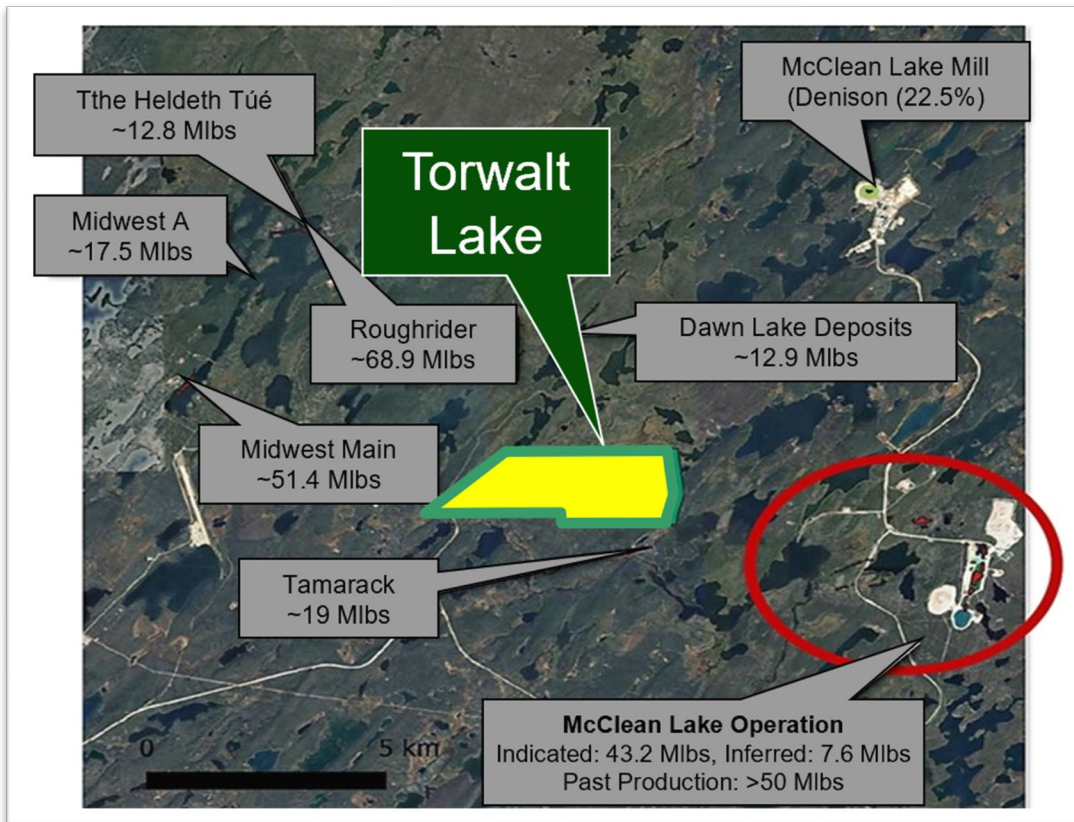 McClean Lake Mill
(Denison (22.5%)
Tthe Heldeth Túé
~12.8 Mlbs
Torwalt
Lake
Midwest A
~17.5 Mlbs
Roughrider
~68.9 Mlbs
Dawn Lake Deposits
~12.9 Mlbs
Midwest Main
~51.4 Mlbs
Tamarack
~19 Mlbs
McClean Lake Operation
Indicated: 43.2 Mlbs, Inferred: 7.6 Mlbs
Past Production: >50 Mlbs
0 5 km